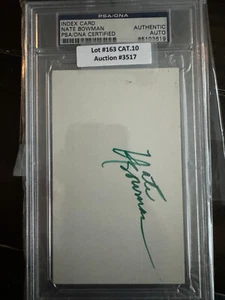 PSA/DNA
INDEX CARD
NATE BOWMAN
PSA/DNA CERTIFIED
AUTHENTIC
AUTO
Lot #163 CAT.10
Auction #3517
Nate
Bowman